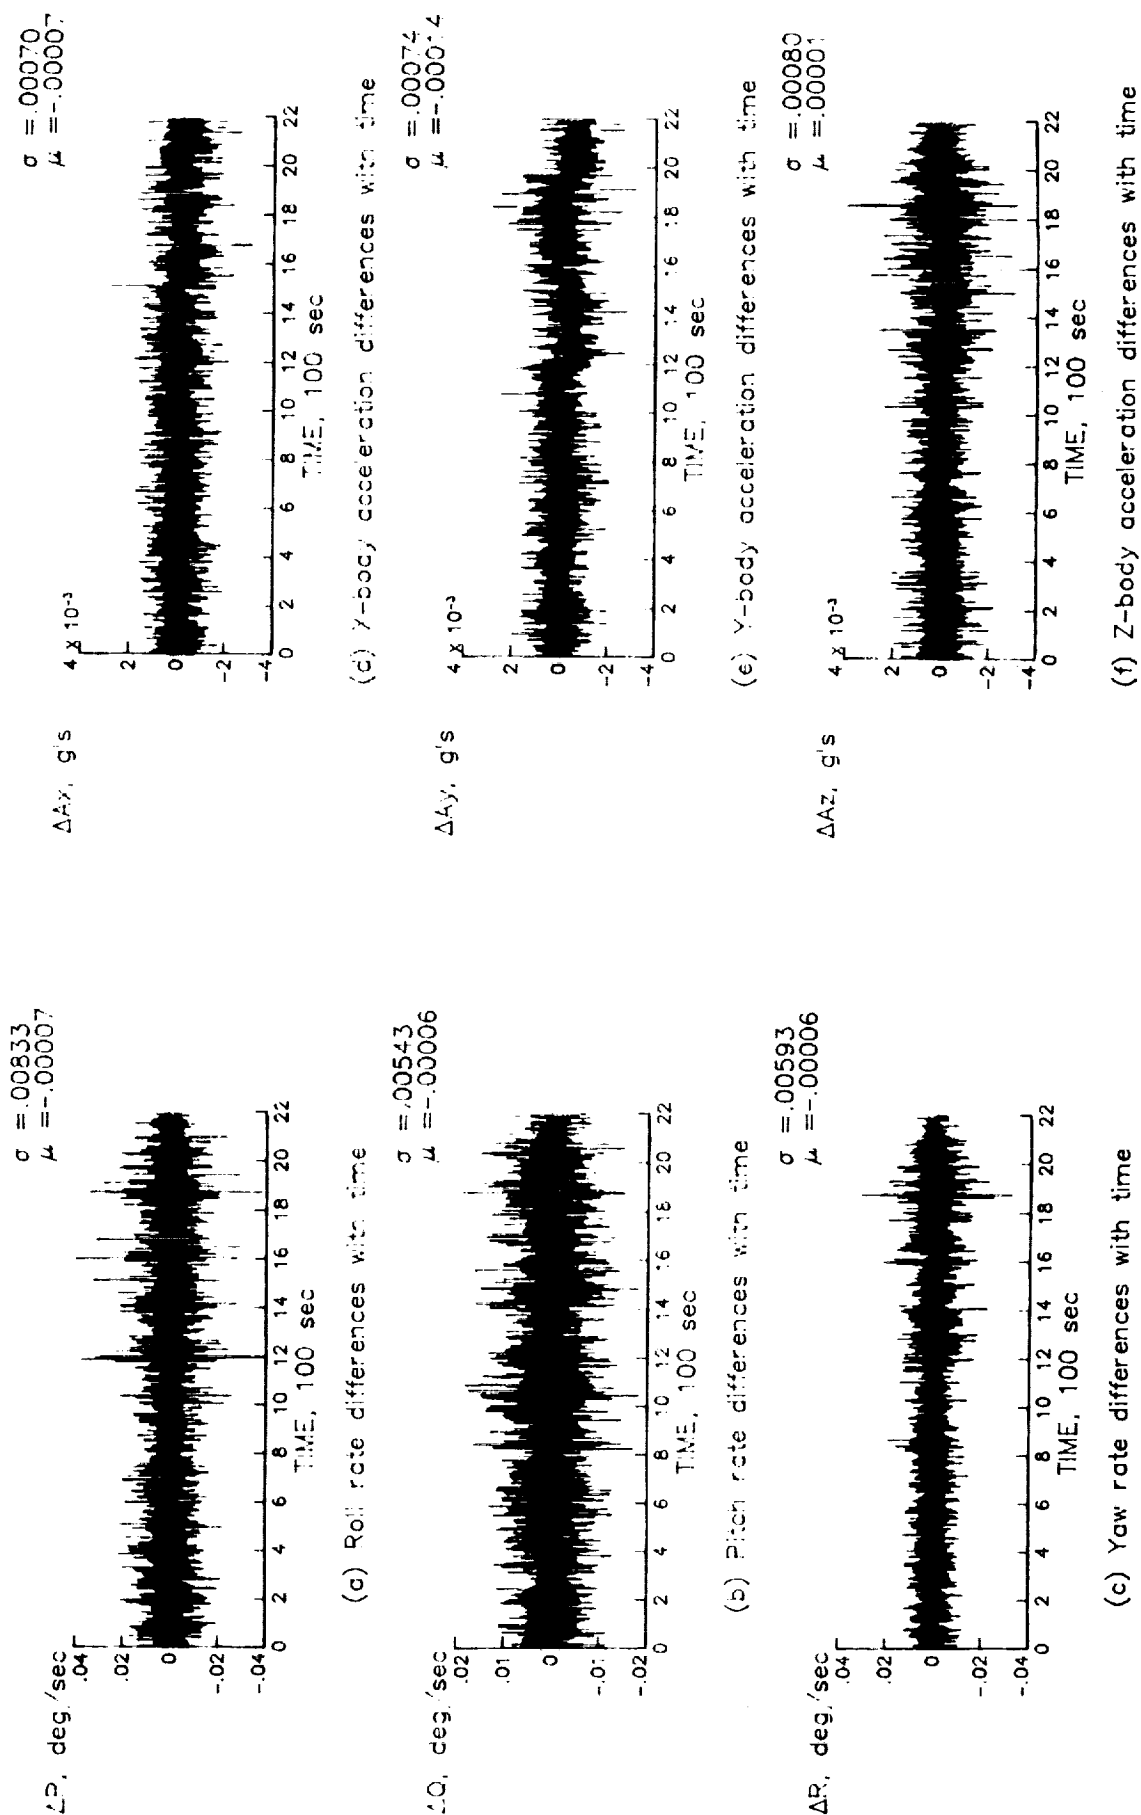 σ =.00833
μ =-.00007
ΔP, deg/sec
.04
.02
0
-.02
-.04
0 2 4 6 8 10 12 14 16 18 20 22
TIME, 100 sec
(a) Roll rate differences with time
σ =.00543
μ =-.00006
ΔQ, deg/sec
.02
.01
0
-.01
-.02
0 2 4 6 8 10 12 14 16 18 20 22
TIME, 100 sec
(b) Pitch rate differences with time
σ =.00593
μ =-.00006
ΔR, deg/sec
.04
.02
0
-.02
-.04
0 2 4 6 8 10 12 14 16 18 20 22
TIME, 100 sec
(c) Yaw rate differences with time
σ =.00070
μ =-.00007
ΔAx, g's
4 x 10⁻³
2
0
-2
-4
0 2 4 6 8 10 12 14 16 18 20 22
TIME, 100 sec
(d) X-body acceleration differences with time
σ =.00074
μ =-.00014
ΔAy, g's
4 x 10⁻³
2
0
-2
-4
0 2 4 6 8 10 12 14 16 18 20 22
TIME, 100 sec
(e) Y-body acceleration differences with time
σ =.00080
μ =.00001
ΔAz, g's
4 x 10⁻³
2
0
-2
-4
0 2 4 6 8 10 12 14 16 18 20 22
TIME, 100 sec
(f) Z-body acceleration differences with time